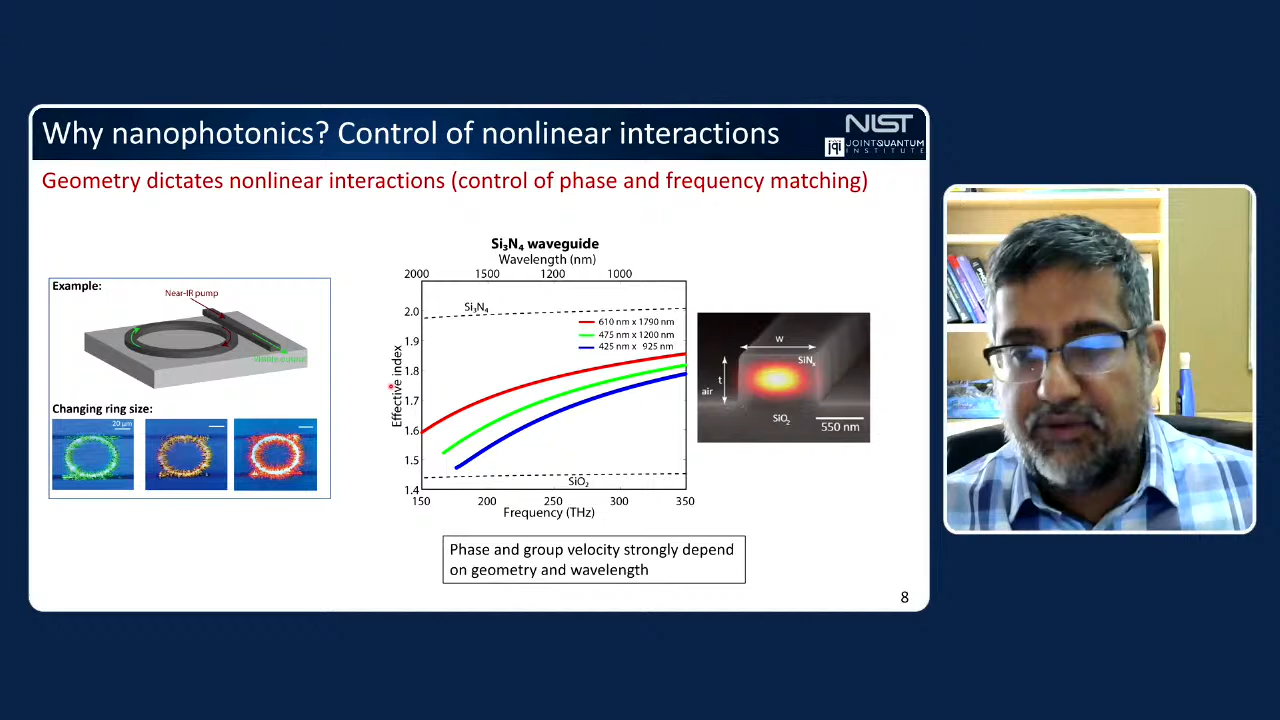 Why nanophotonics? Control of nonlinear interactions
NIST
jqi JOINT QUANTUM
INSTITUTE
Geometry dictates nonlinear interactions (control of phase and frequency matching)
Example:
Near-IR pump
Visible output
Changing ring size:
20 μm
Si₃N₄ waveguide
Wavelength (nm)
2000 1500 1200 1000
2.0
1.9
1.8
1.7
1.6
1.5
1.4
Effective index
Si₃N₄
610 nm x 1790 nm
475 nm x 1200 nm
425 nm x 925 nm
SiO₂
150 200 250 300 350
Frequency (THz)
w
SiNₓ
t
air
SiO₂
550 nm
Phase and group velocity strongly depend
on geometry and wavelength
8